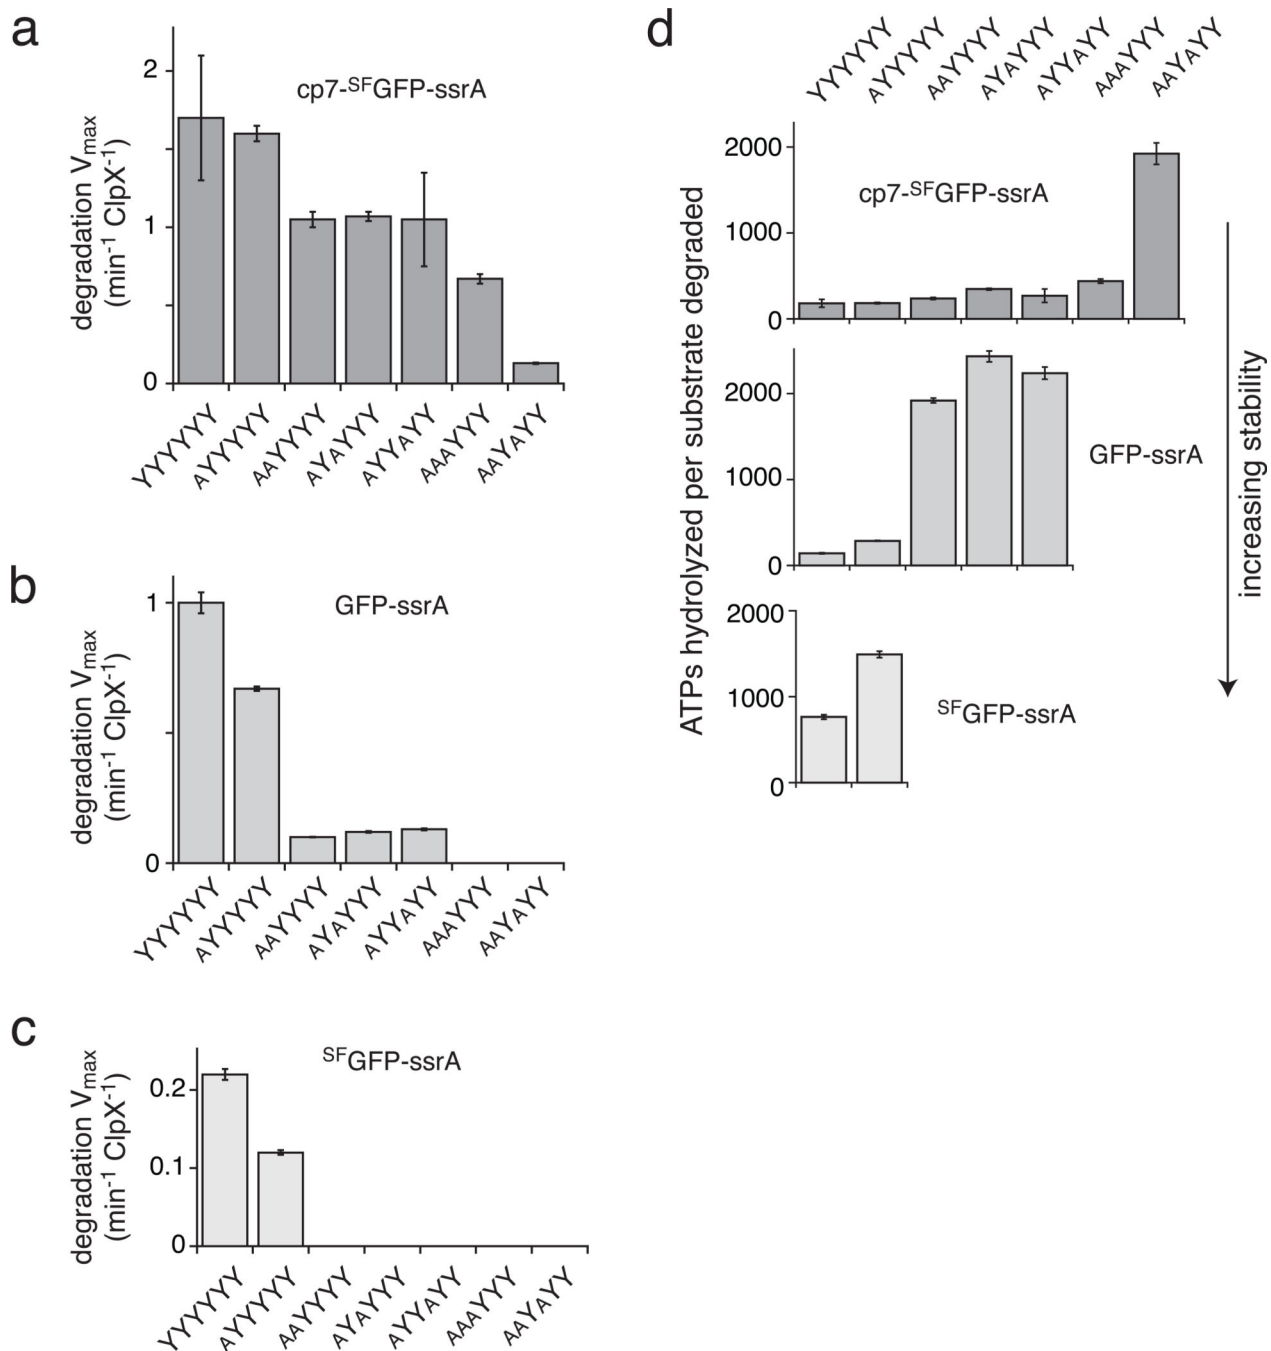 a
cp7-SFGFP-ssrA
degradation Vmax
(min-1 ClpX-1)
2
1
0
YYYYYY
AYYYYY
AAYYYY
AYAYYY
AYYAYY
AAAYYY
AAYAYY
b
GFP-ssrA
degradation Vmax
(min-1 ClpX-1)
1
0
YYYYYY
AYYYYY
AAYYYY
AYAYYY
AYYAYY
AAAYYY
AAYAYY
c
SFGFP-ssrA
degradation Vmax
(min-1 ClpX-1)
0.2
0.1
0
YYYYYY
AYYYYY
AAYYYY
AYAYYY
AYYAYY
AAAYYY
AAYAYY
d
YYYYYY
AYYYYY
AAYYYY
AYAYYY
AYYAYY
AAAYYY
AAYAYY
ATPs hydrolyzed per substrate degraded
2000
1000
0
cp7-SFGFP-ssrA
2000
1000
0
GFP-ssrA
2000
1000
0
SFGFP-ssrA
increasing stability